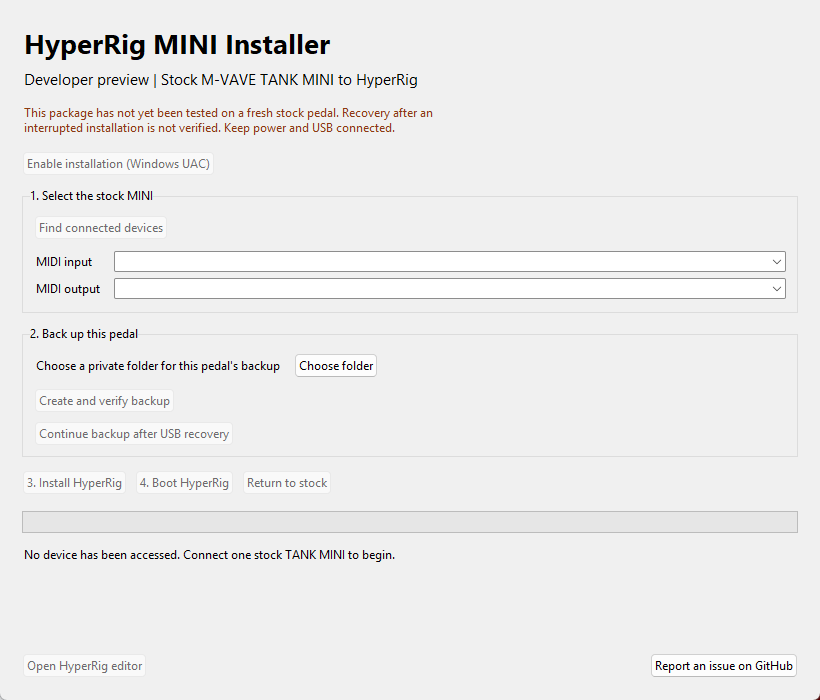 HyperRig MINI Installer
Developer preview | Stock M-VAVE TANK MINI to HyperRig
This package has not yet been tested on a fresh stock pedal. Recovery after an
interrupted installation is not verified. Keep power and USB connected.
Enable installation (Windows UAC)
1. Select the stock MINI
Find connected devices
MIDI input
MIDI output
2. Back up this pedal
Choose a private folder for this pedal's backup Choose folder
Create and verify backup
Continue backup after USB recovery
3. Install HyperRig 4. Boot HyperRig Return to stock
No device has been accessed. Connect one stock TANK MINI to begin.
Open HyperRig editor Report an issue on GitHub